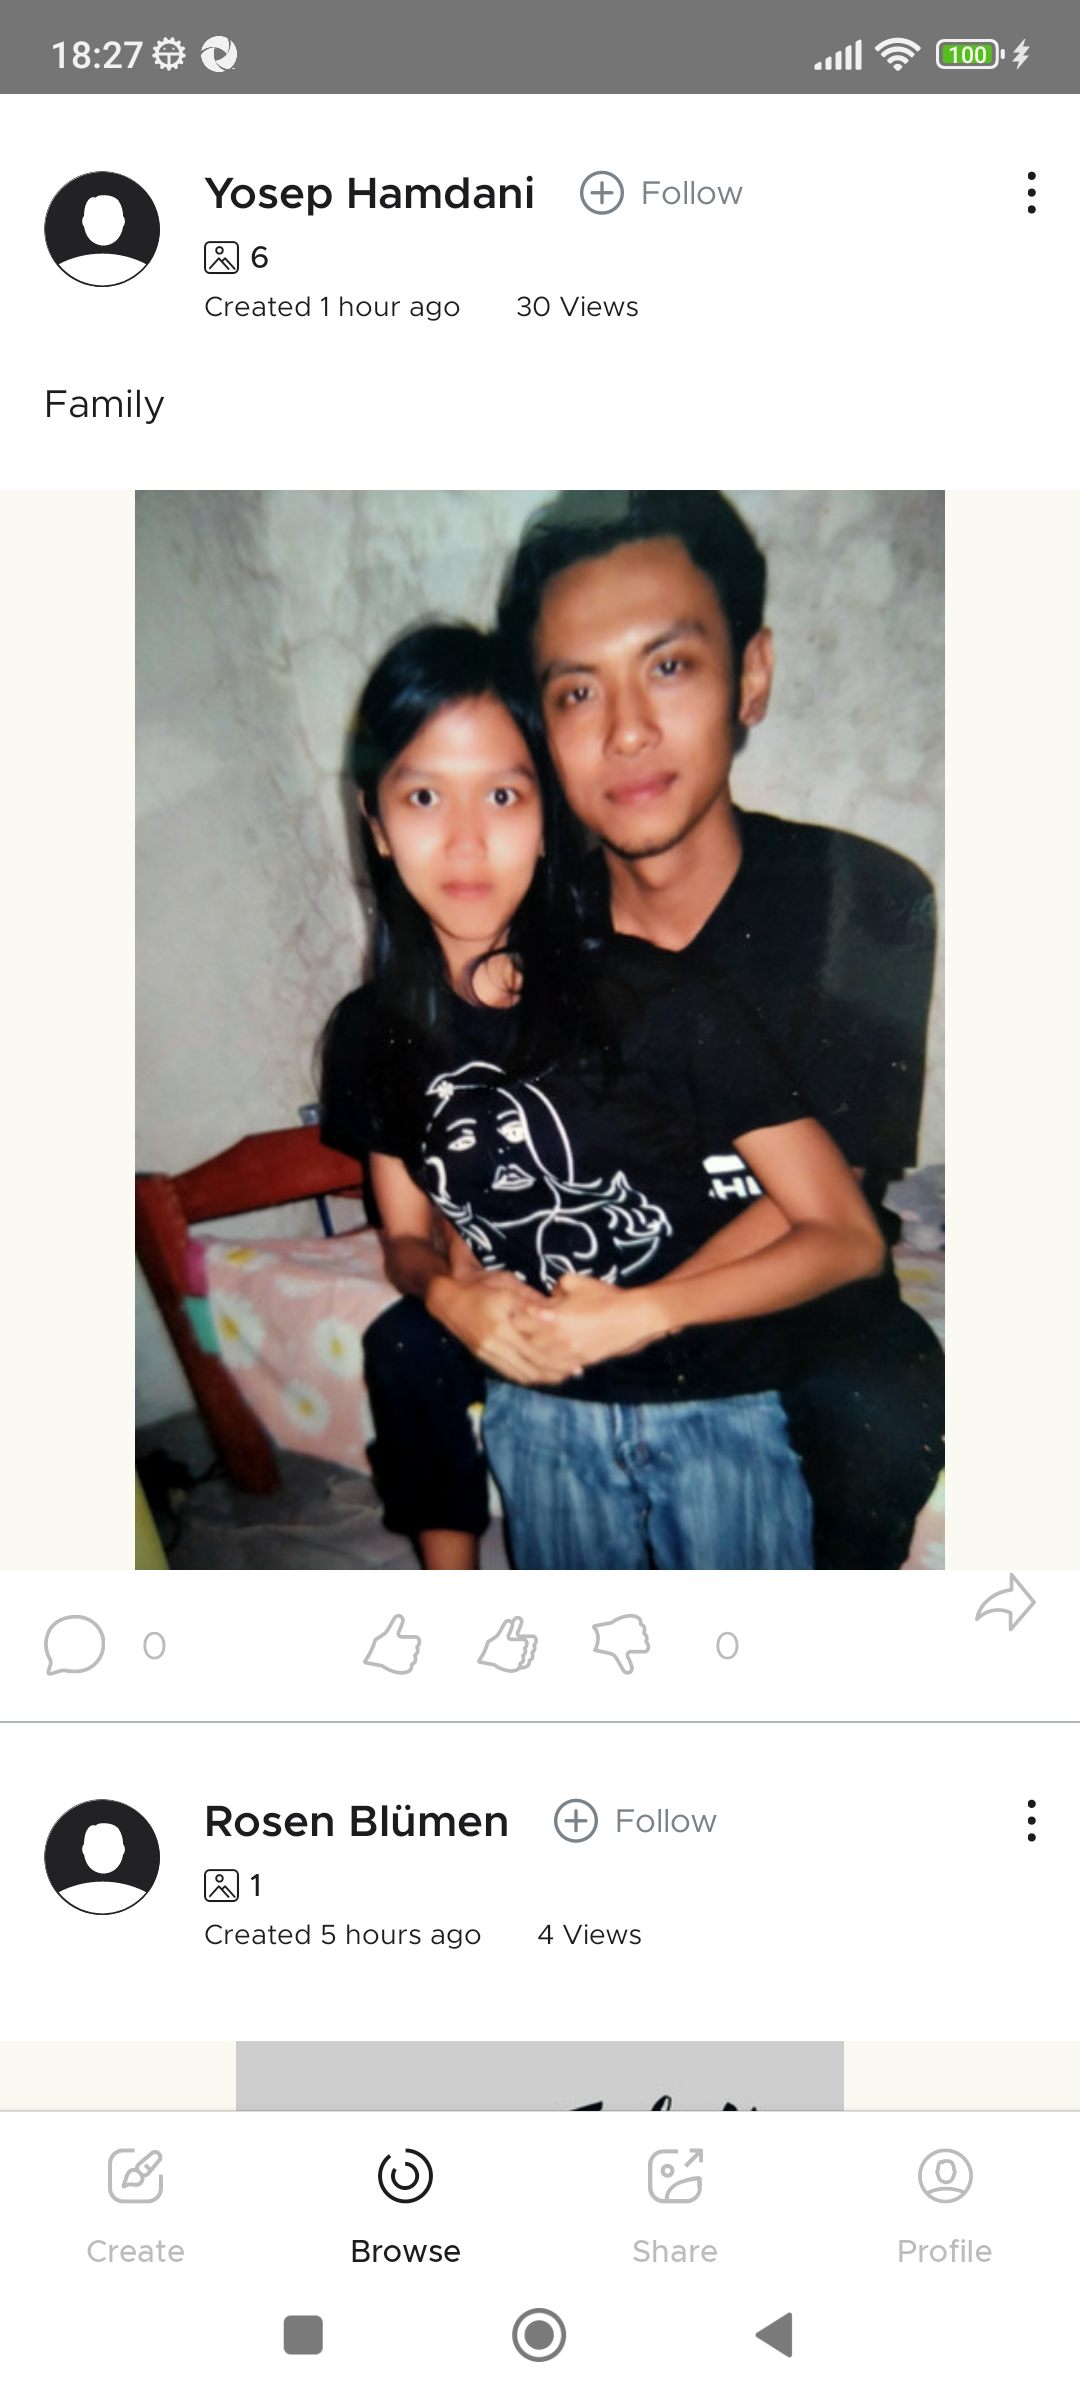 18:27
100
Yosep Hamdani
Follow
6
Created 1 hour ago 30 Views
Family
HI
0
0
Rosen Blümen
Follow
1
Created 5 hours ago 4 Views
Create
Browse
Share
Profile